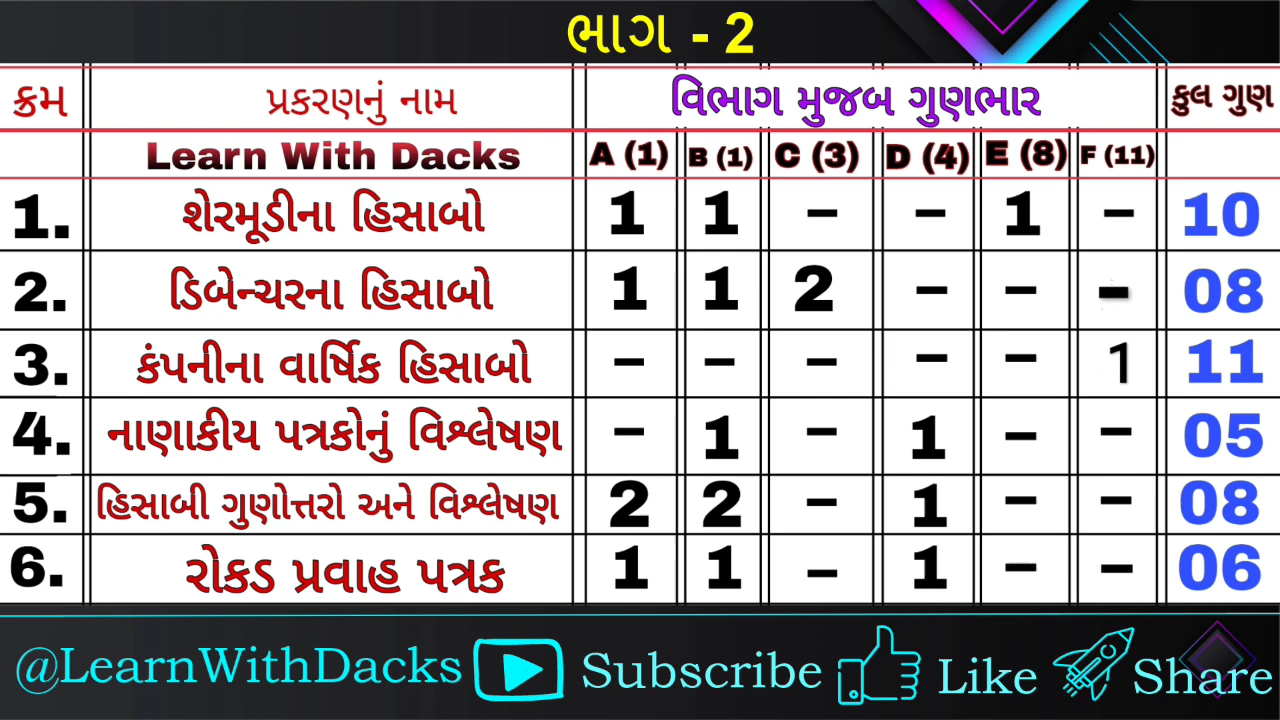 ભાગ - 2
ક્રમ પ્રકરણનું નામ વિભાગ મુજબ ગુણભાર કુલ ગુણ
Learn With Dacks A (1) B (1) C (3) D (4) E (8) F (11)
1. શેરમૂડીના હિસાબો 1 1 - - 1 - 10
2. ડિબેન્ચરના હિસાબો 1 1 2 - - - 08
3. કંપનીના વાર્ષિક હિસાબો - - - - - 1 11
4. નાણાકીય પત્રકોનું વિશ્લેષણ - 1 - 1 - - 05
5. હિસાબી ગુણોત્તરો અને વિશ્લેષણ 2 2 - 1 - - 08
6. રોકડ પ્રવાહ પત્રક 1 1 - 1 - - 06
@LearnWithDacks Subscribe Like Share